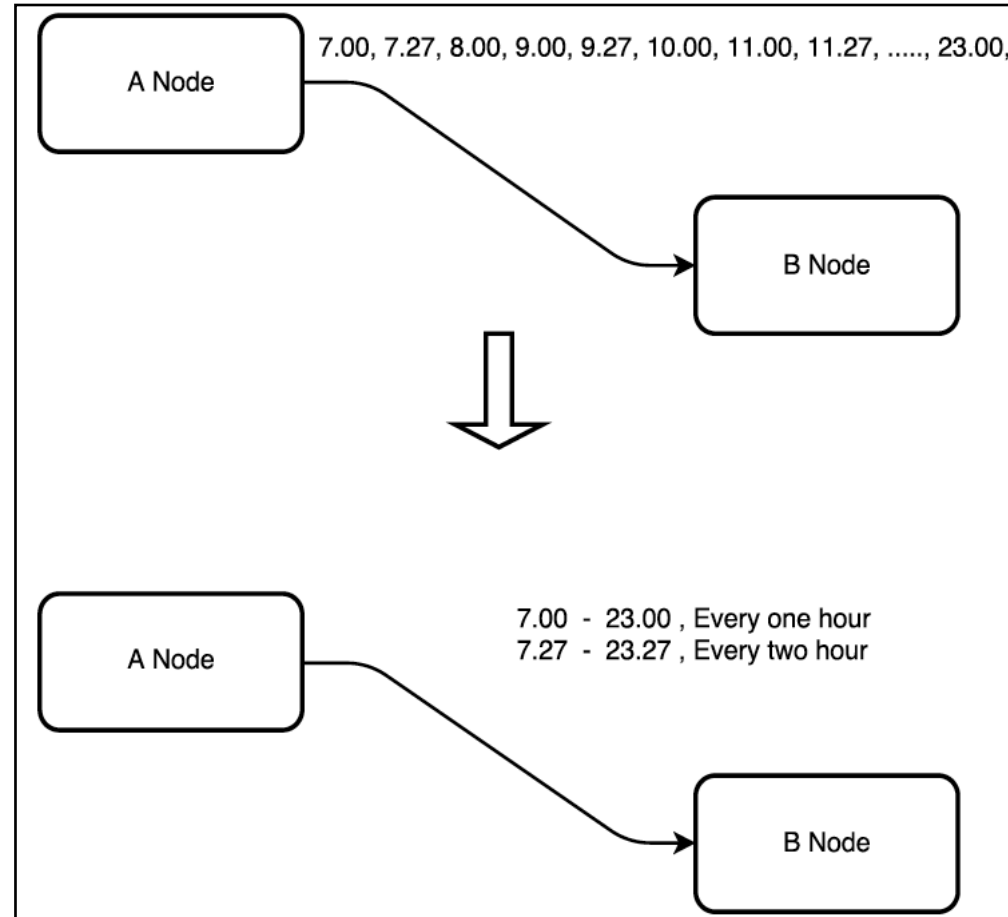 7.00, 7.27, 8.00, 9.00, 9.27, 10.00, 11.00, 11.27, ....., 23.00,
A Node
B Node
7.00 - 23.00 , Every one hour
7.27 - 23.27 , Every two hour
A Node
B Node